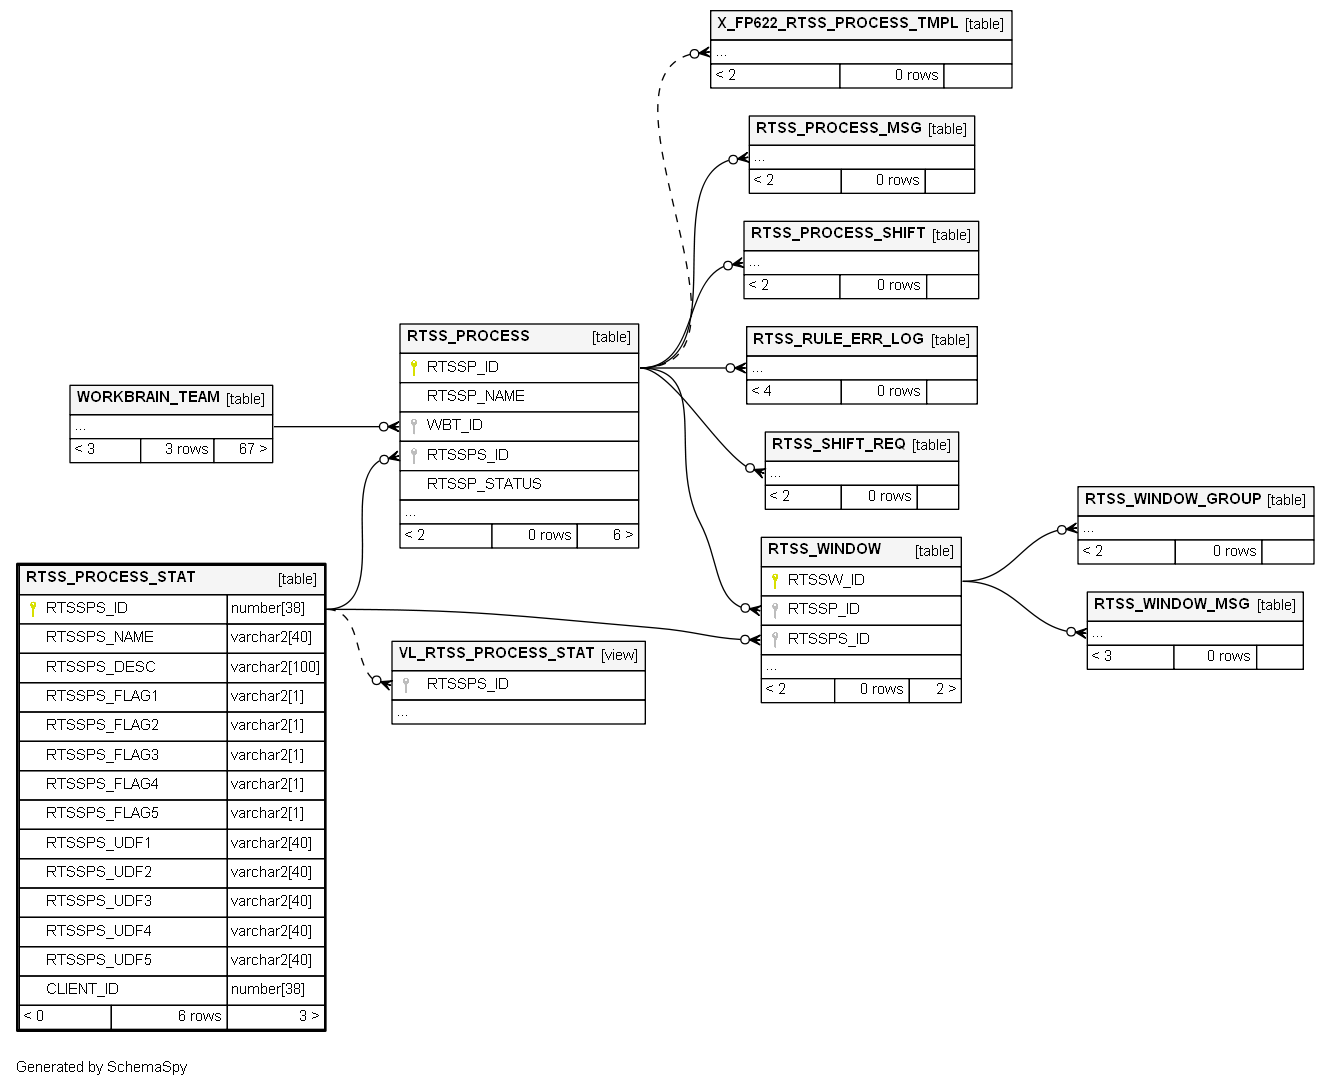 X_FP622_RTSS_PROCESS_TMPL [table]
...
< 2 0 rows
RTSS_PROCESS_MSG [table]
...
< 2 0 rows
RTSS_PROCESS_SHIFT [table]
...
< 2 0 rows
RTSS_RULE_ERR_LOG [table]
...
< 4 0 rows
RTSS_PROCESS [table]
RTSSP_ID
RTSSP_NAME
WBT_ID
RTSSPS_ID
RTSSP_STATUS
...
< 2 0 rows 6 >
WORKBRAIN_TEAM [table]
...
< 3 3 rows 67 >
RTSS_SHIFT_REQ [table]
...
< 2 0 rows
RTSS_WINDOW_GROUP [table]
...
< 2 0 rows
RTSS_WINDOW [table]
RTSSW_ID
RTSSP_ID
RTSSPS_ID
...
< 2 0 rows 2 >
RTSS_WINDOW_MSG [table]
...
< 3 0 rows
RTSS_PROCESS_STAT [table]
RTSSPS_ID number[38]
RTSSPS_NAME varchar2[40]
RTSSPS_DESC varchar2[100]
RTSSPS_FLAG1 varchar2[1]
RTSSPS_FLAG2 varchar2[1]
RTSSPS_FLAG3 varchar2[1]
RTSSPS_FLAG4 varchar2[1]
RTSSPS_FLAG5 varchar2[1]
RTSSPS_UDF1 varchar2[40]
RTSSPS_UDF2 varchar2[40]
RTSSPS_UDF3 varchar2[40]
RTSSPS_UDF4 varchar2[40]
RTSSPS_UDF5 varchar2[40]
CLIENT_ID number[38]
< 0 6 rows 3 >
VL_RTSS_PROCESS_STAT [view]
RTSSPS_ID
...
Generated by SchemaSpy